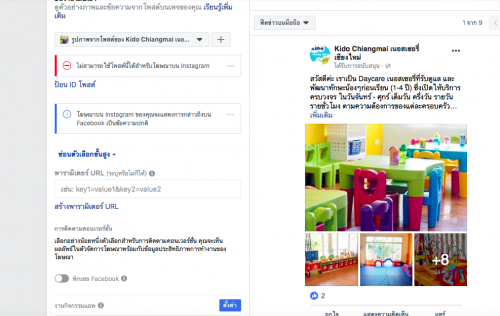 ดูตัวอย่างภาพและข้อความจากโพสต์บนเพจของคุณ เรียนรู้เพิ่ม
เติม
รูปภาพจากโพสต์ของ Kido Chiangmai เนอ...
ไม่สามารถใช้โพสต์นี้ได้สำหรับโฆษณาบน Instagram
ป้อน ID โพสต์
โฆษณาบน Instagram ของคุณจะแสดงการกล่าวถึงบน
Facebook เป็นข้อความปกติ
ซ่อนตัวเลือกขั้นสูง
พารามิเตอร์ URL (ระบุหรือไม่ก็ได้)
เช่น: key1=value1&key2=value2
สร้างพารามิเตอร์ URL
การติดตามคอนเวอร์ชั่น
เลือกอย่างน้อยหนึ่งตัวเลือกสำหรับการติดตามคอนเวอร์ชั่น คุณจะเห็น
ผลลัพธ์ในตัวจัดการโฆษณาพร้อมกับข้อมูลประสิทธิภาพการทำงานของ
โฆษณา
พิกเซล Facebook
งานกิจกรรมแอพ
ตั้งค่า
ฟีดข่าวบนมือถือ
1 จาก 9
Kido Chiangmai เนอสเซอรี่
เชียงใหม่
ได้รับการสนับสนุน
สวัสดีค่ะ เราเป็น Daycare เนอสเซอรี่ที่รับดูแล และ
พัฒนาทักษะน้องๆก่อนเรียน (1-4 ปี) ซึ่งเปิดให้บริการ
ครบวงจร ในวันจันทร์ - ศุกร์ เต็มวัน ครึ่งวัน รายวัน
รายชั่วโมง ตามความต้องการของแต่ละครอบครัว...
เพิ่มเติม
+8
2
ถูกใจ
แสดงความคิดเห็น
แชร์